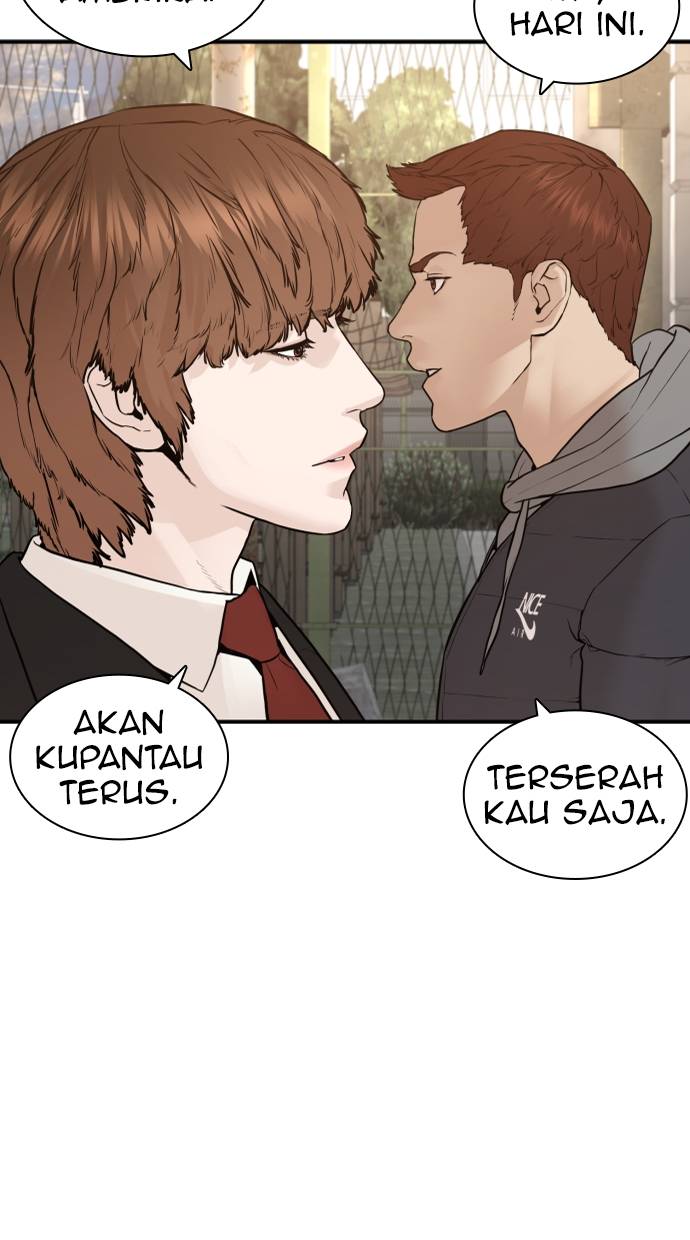 HARI INI.
NICE
AIR
AKAN
KUPANTAU
TERUS.
TERSERAH
KAU SAJA.